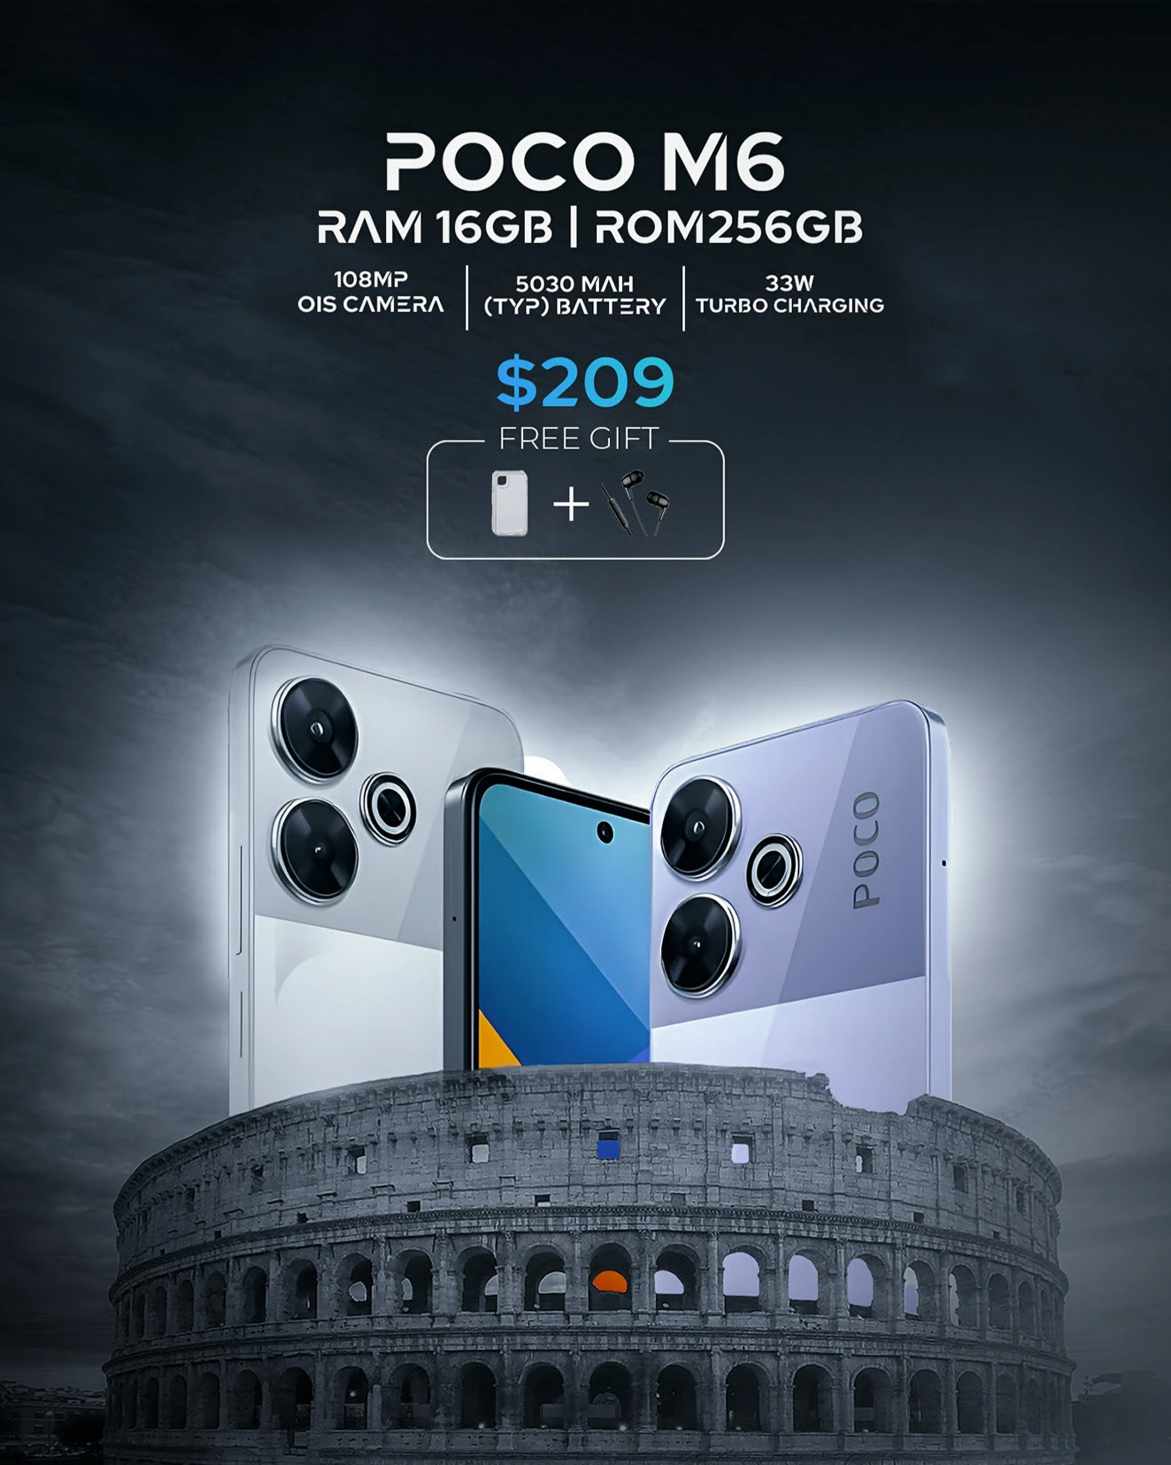 POCO M6
RAM 16GB | ROM256GB
108MP
OIS CAMERA
5030 MAH
(TYP) BATTERY
33W
TURBO CHARGING
$209
FREE GIFT
POCO